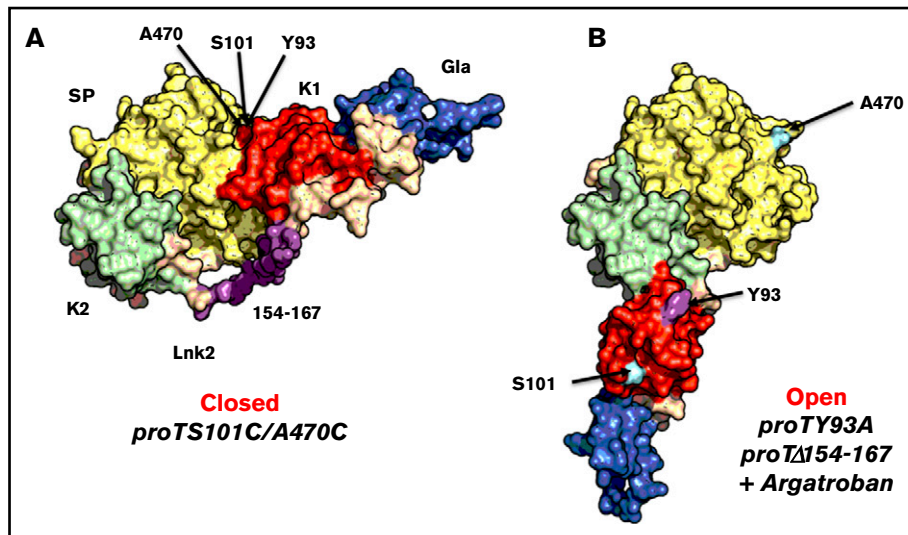 A
A470
S101
Y93
SP
K1
Gla
K2
154-167
Lnk2
Closed
proTS101C/A470C
B
A470
Y93
S101
Open
proTY93A
proTΔ154-167
+ Argatroban